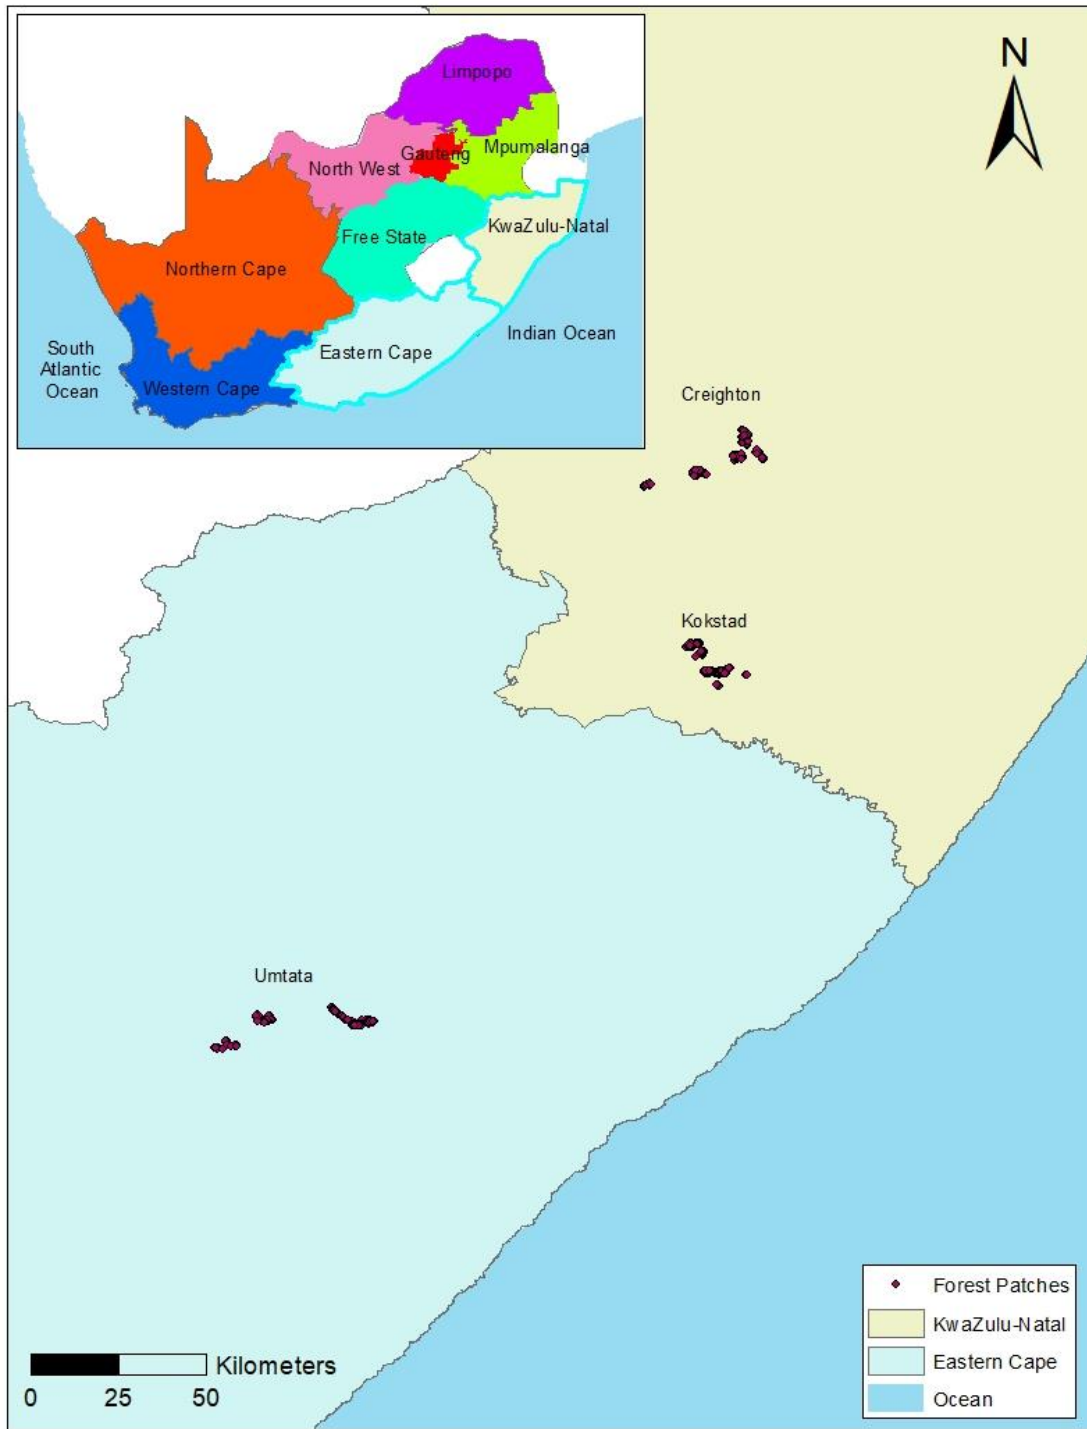 Limpopo
North West
Gauteng
Mpumalanga
Free State
KwaZulu-Natal
Northern Cape
Eastern Cape
Western Cape
South
Atlantic
Ocean
Indian Ocean
N
Creighton
Kokstad
Umtata
Kilometers
0 25 50
Forest Patches
KwaZulu-Natal
Eastern Cape
Ocean